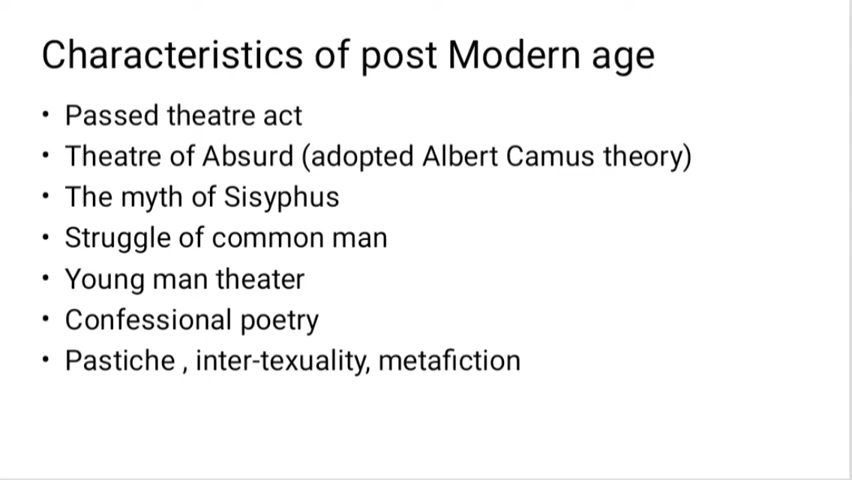 Characteristics of post Modern age
• Passed theatre act
• Theatre of Absurd (adopted Albert Camus theory)
• The myth of Sisyphus
• Struggle of common man
• Young man theater
• Confessional poetry
• Pastiche , inter-texuality, metafiction